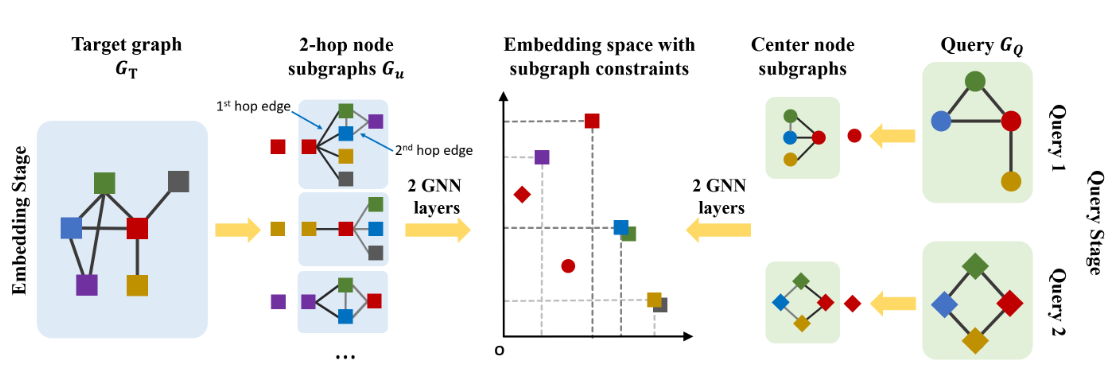 Target graph
G_T
2-hop node
subgraphs G_u
Embedding space with
subgraph constraints
Center node
subgraphs
Query G_Q
Embedding Stage
1st hop edge
2nd hop edge
2 GNN
layers
...
O
2 GNN
layers
Query 1
Query 2
Query Stage